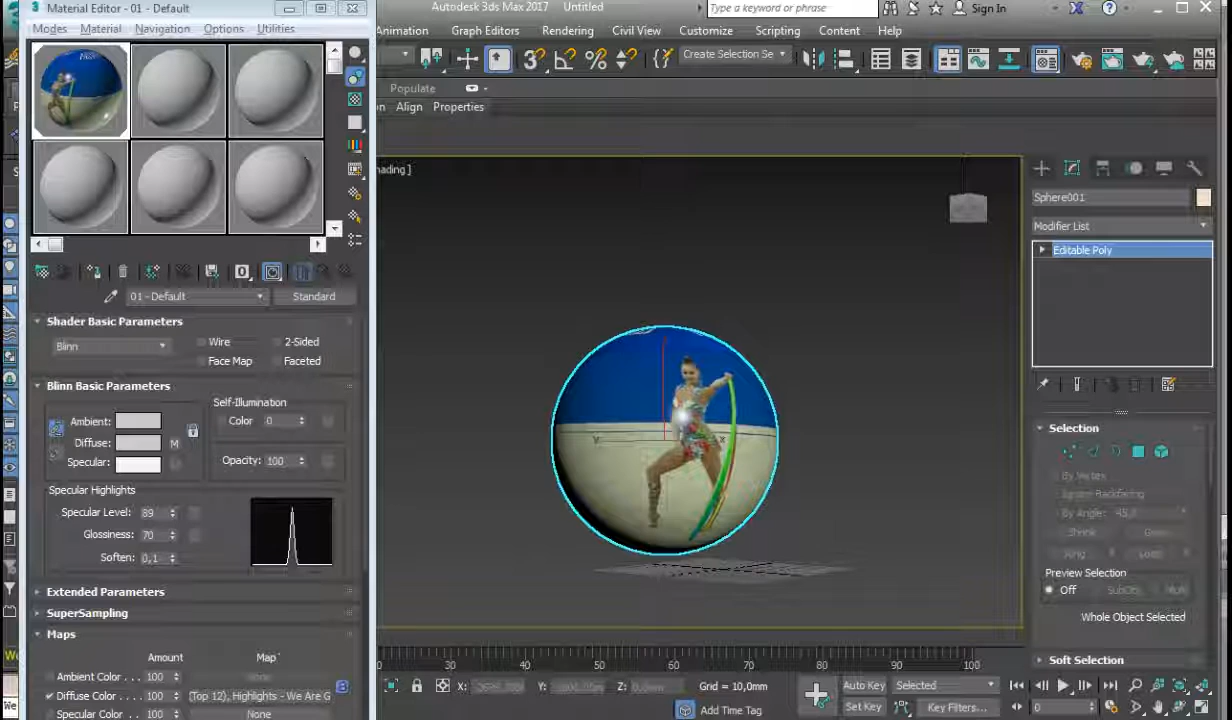 Material Editor - 01 - Default
Autodesk 3ds Max 2017 Untitled
Type a keyword or phrase
Sign In
Modes Material Navigation Options Utilities
Animation Graph Editors Rendering Civil View Customize Scripting Content Help
Create Selection Se
Populate
Align Properties
ading ]
Sphere001
Modifier List
Editable Poly
01 - Default
Standard
Shader Basic Parameters
Blinn
Wire
2-Sided
Face Map
Faceted
Blinn Basic Parameters
Self-Illumination
Ambient:
Color 0
Diffuse: M
Specular:
Opacity: 100
Specular Highlights
Specular Level: 89
Glossiness: 70
Soften: 0,1
Extended Parameters
SuperSampling
Maps
Amount Map
Ambient Color . . . 100 None
Diffuse Color . . . . 100 [Top 12), Highlights - We Are G
Specular Color . . . 100 None
Selection
By Vertex
Ignore Backfacing
By Angle: 45,0
Shrink Grow
Ring Loop
Preview Selection
Off SubObj Multi
Whole Object Selected
Soft Selection
20 30 40 50 60 70 80 90 100
X: Y: Z: Grid = 10,0mm
Add Time Tag
Auto Key Selected
Set Key Key Filters...
0
We